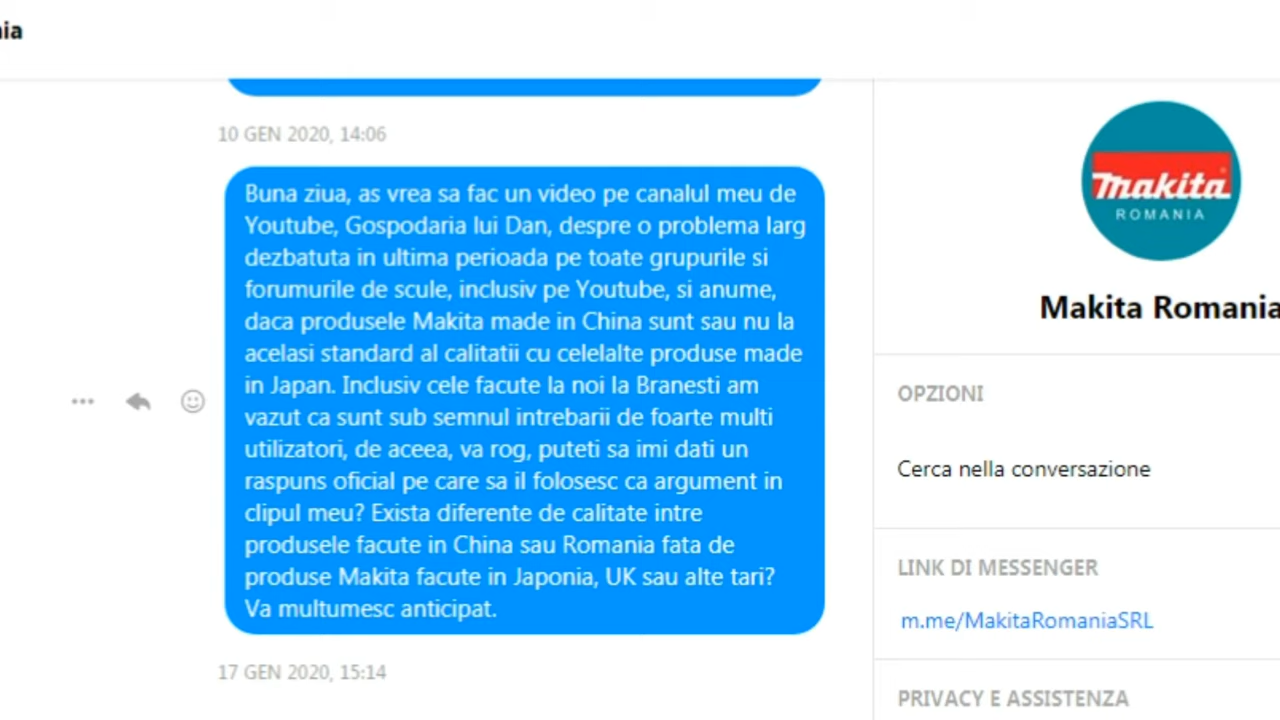 10 GEN 2020, 14:06
Buna ziua, as vrea sa fac un video pe canalul meu de
Youtube, Gospodaria lui Dan, despre o problema larg
dezbatuta in ultima perioada pe toate grupurile si
forumurile de scule, inclusiv pe Youtube, si anume,
daca produsele Makita made in China sunt sau nu la
acelasi standard al calitatii cu celelalte produse made
in Japan. Inclusiv cele facute la noi la Branesti am
vazut ca sunt sub semnul intrebarii de foarte multi
utilizatori, de aceea, va rog, puteti sa imi dati un
raspuns oficial pe care sa il folosesc ca argument in
clipul meu? Exista diferente de calitate intre
produsele facute in China sau Romania fata de
produse Makita facute in Japonia, UK sau alte tari?
Va multumesc anticipat.
17 GEN 2020, 15:14
makita
ROMANIA
Makita Romania
OPZIONI
Cerca nella conversazione
LINK DI MESSENGER
m.me/MakitaRomaniaSRL
PRIVACY E ASSISTENZA